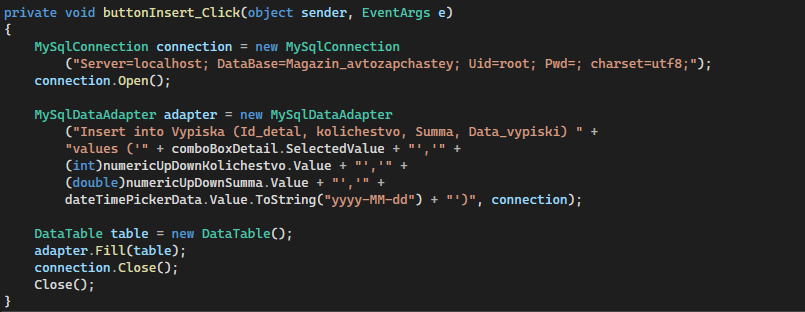 private void buttonInsert_Click(object sender, EventArgs e)
{
MySqlConnection connection = new MySqlConnection
("Server=localhost; DataBase=Magazin_avtozapchastey; Uid=root; Pwd=; charset=utf8;");
connection.Open();
MySqlDataAdapter adapter = new MySqlDataAdapter
("Insert into Vypiska (Id_detal, kolichestvo, Summa, Data_vypiski) " +
"values ('" + comboBoxDetail.SelectedValue + "','" +
(int)numericUpDownKolichestvo.Value + "','" +
(double)numericUpDownSumma.Value + "','" +
dateTimePickerData.Value.ToString("yyyy-MM-dd") + "')", connection);
DataTable table = new DataTable();
adapter.Fill(table);
connection.Close();
Close();
}